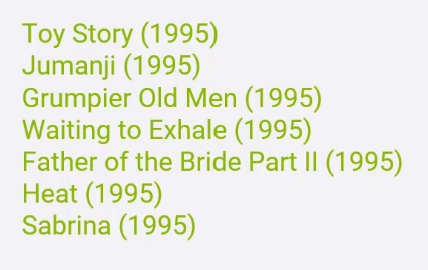 Toy Story (1995)
Jumanji (1995)
Grumpier Old Men (1995)
Waiting to Exhale (1995)
Father of the Bride Part II (1995)
Heat (1995)
Sabrina (1995)